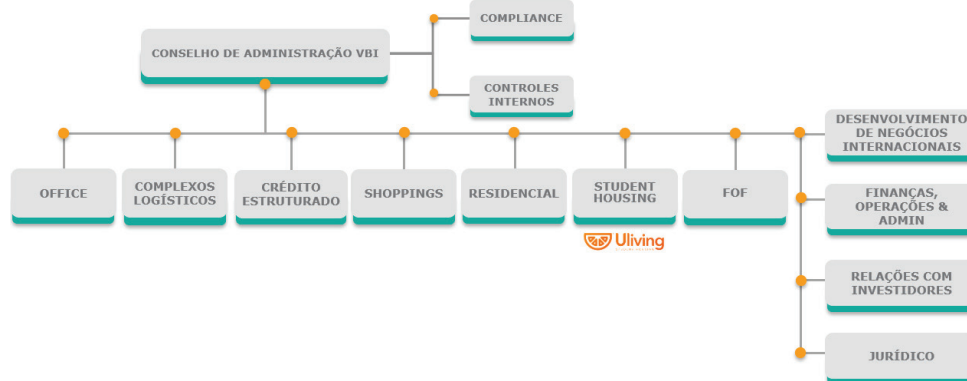 COMPLIANCE
CONSELHO DE ADMINISTRAÇÃO VBI
CONTROLES
INTERNOS
DESENVOLVIMENTO
DE NEGÓCIOS
INTERNACIONAIS
OFFICE
COMPLEXOS
LOGÍSTICOS
CRÉDITO
ESTRUTURADO
SHOPPINGS
RESIDENCIAL
STUDENT
HOUSING
FOF
FINANÇAS,
OPERAÇÕES &
ADMIN
Uliving
RELAÇÕES COM
INVESTIDORES
JURÍDICO